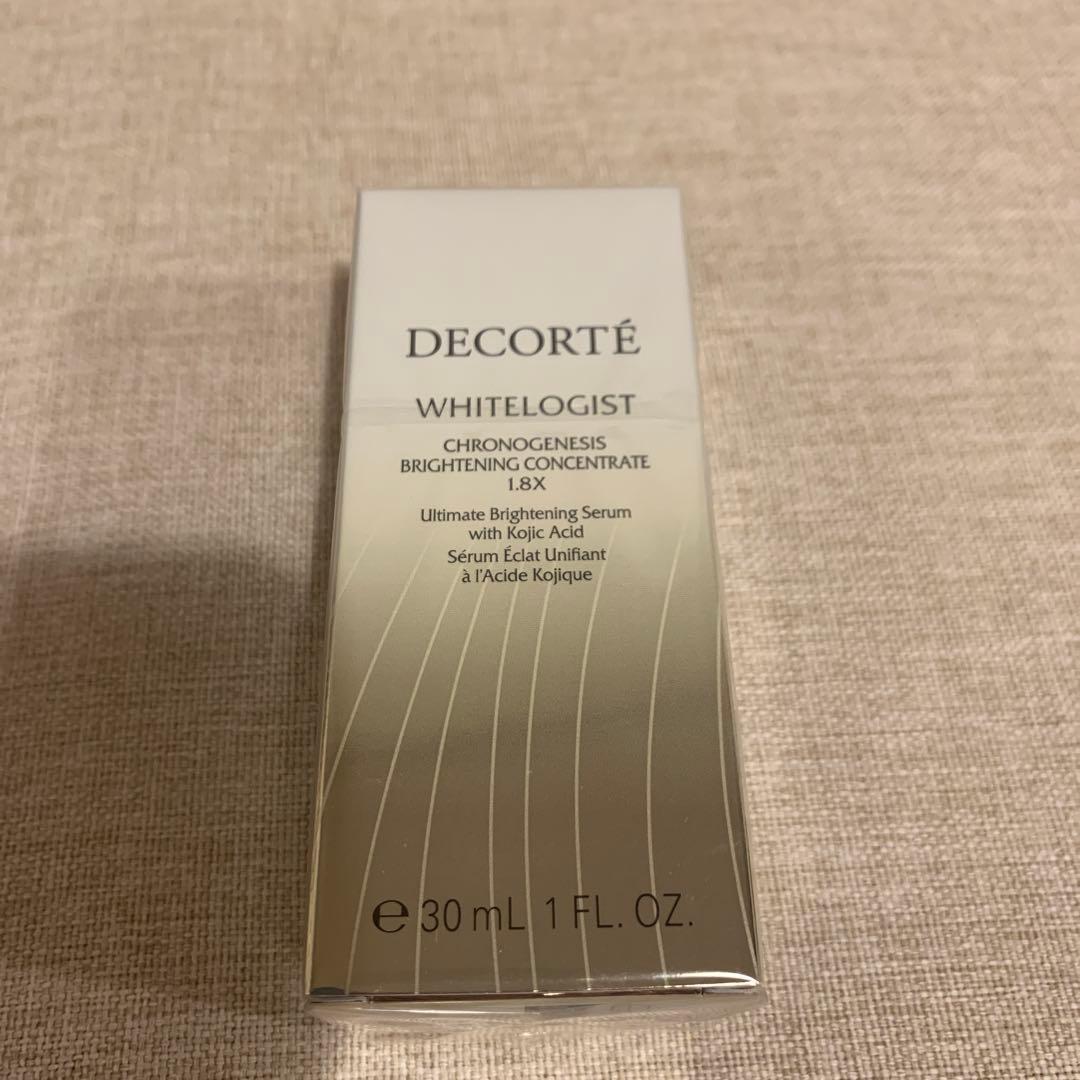 DECORTÉ
WHITELOGIST
CHRONOGENESIS
BRIGHTENING CONCENTRATE
1.8X
Ultimate Brightening Serum
with Kojic Acid
Sérum Éclat Unifiant
à l'Acide Kojique
℮ 30 mL 1 FL. OZ.